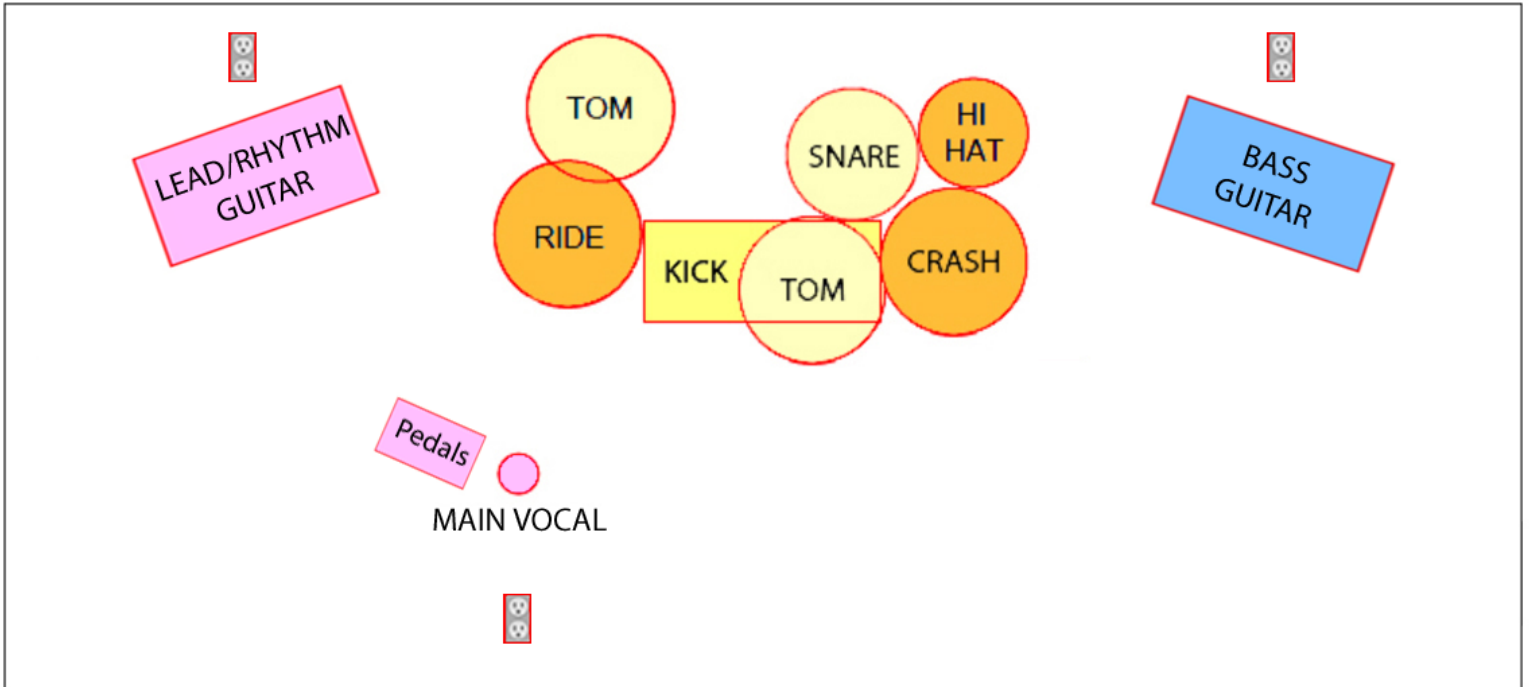 LEAD/RHYTHM
GUITAR
TOM
RIDE
KICK
TOM
SNARE
HI
HAT
CRASH
BASS
GUITAR
Pedals
MAIN VOCAL